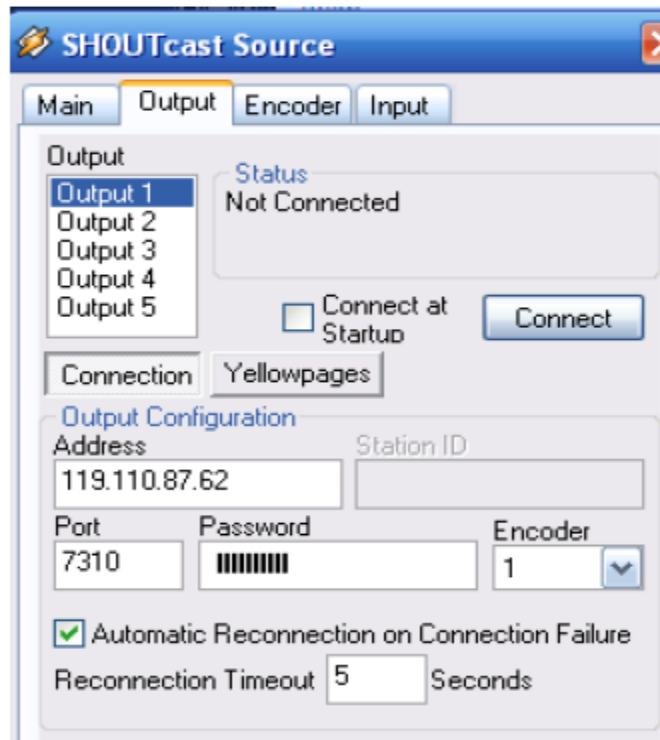 SHOUTcast Source
Main Output Encoder Input
Output
Output 1
Output 2
Output 3
Output 4
Output 5
Status
Not Connected
Connect at
Startup
Connect
Connection Yellowpages
Output Configuration
Address Station ID
119.110.87.62
Port Password Encoder
7310 1
Automatic Reconnection on Connection Failure
Reconnection Timeout 5 Seconds